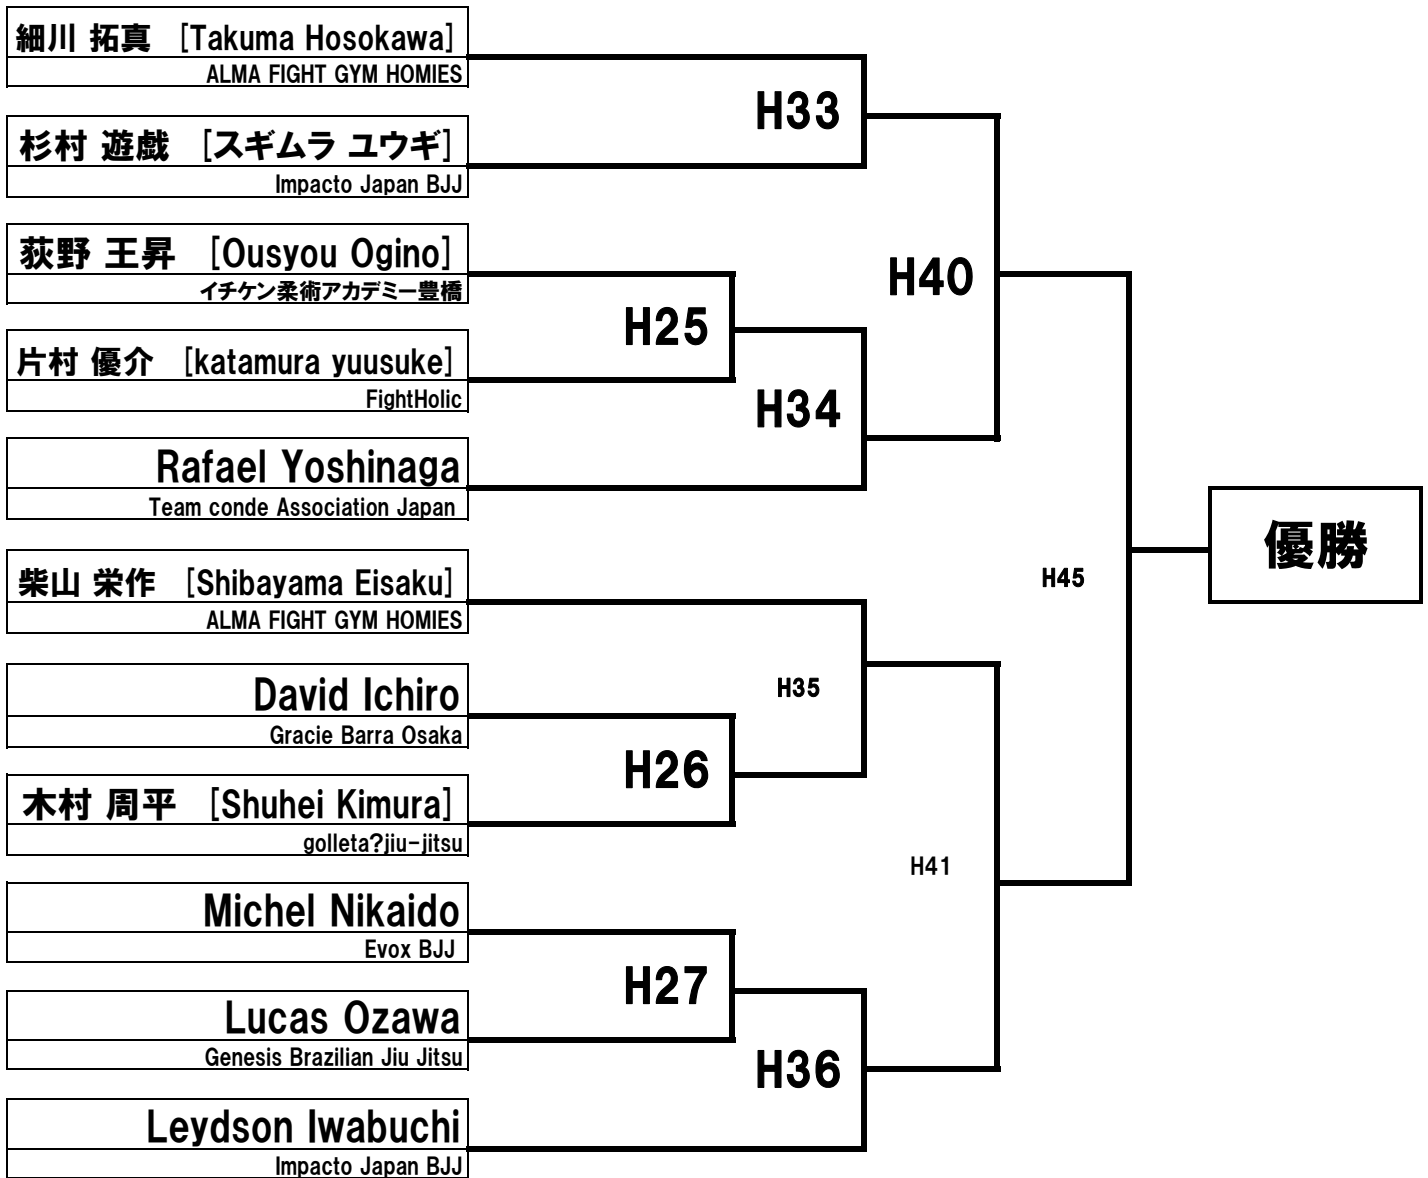 細川 拓真 [Takuma Hosokawa]
ALMA FIGHT GYM HOMIES
H33
杉村 遊戯 [スギムラ ユウギ]
Impacto Japan BJJ
荻野 王昇 [Ousyou Ogino]
イチケン柔術アカデミー豊橋
H40
H25
片村 優介 [katamura yuusuke]
FightHolic
H34
Rafael Yoshinaga
Team conde Association Japan
優勝
柴山 栄作 [Shibayama Eisaku]
ALMA FIGHT GYM HOMIES
H45
David Ichiro
Gracie Barra Osaka
H35
H26
木村 周平 [Shuhei Kimura]
golleta?jiu-jitsu
H41
Michel Nikaido
Evox BJJ
H27
Lucas Ozawa
Genesis Brazilian Jiu Jitsu
H36
Leydson Iwabuchi
Impacto Japan BJJ